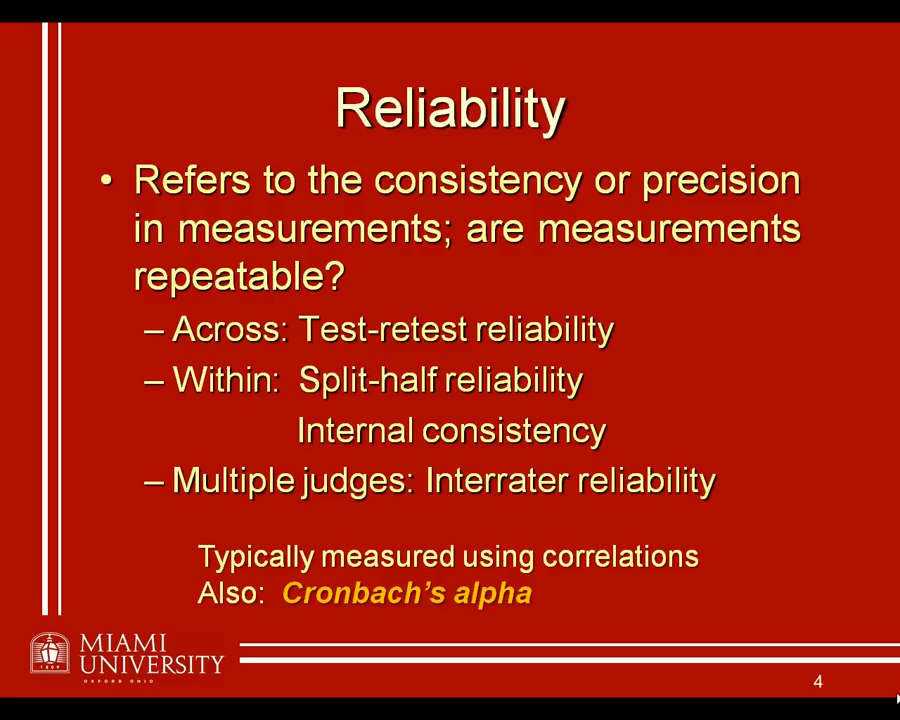 Reliability
• Refers to the consistency or precision
in measurements; are measurements
repeatable?
– Across: Test-retest reliability
– Within: Split-half reliability
Internal consistency
– Multiple judges: Interrater reliability
Typically measured using correlations
Also: Cronbach’s alpha
MIAMI
UNIVERSITY
1809
OXFORD OHIO
4